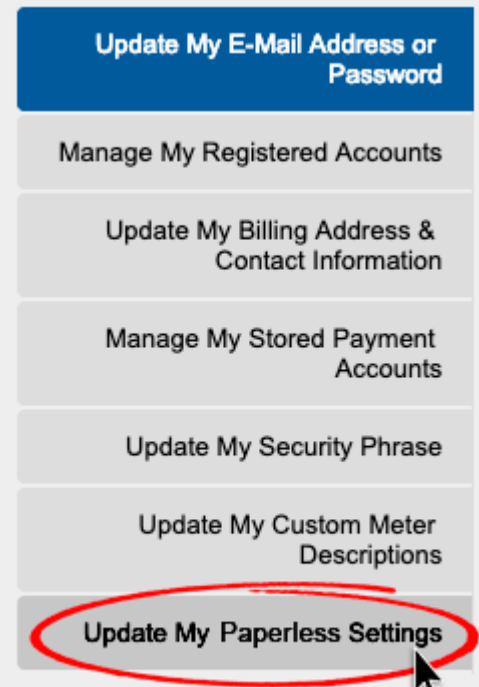 Update My E-Mail Address or
Password
Manage My Registered Accounts
Update My Billing Address &
Contact Information
Manage My Stored Payment
Accounts
Update My Security Phrase
Update My Custom Meter
Descriptions
Update My Paperless Settings